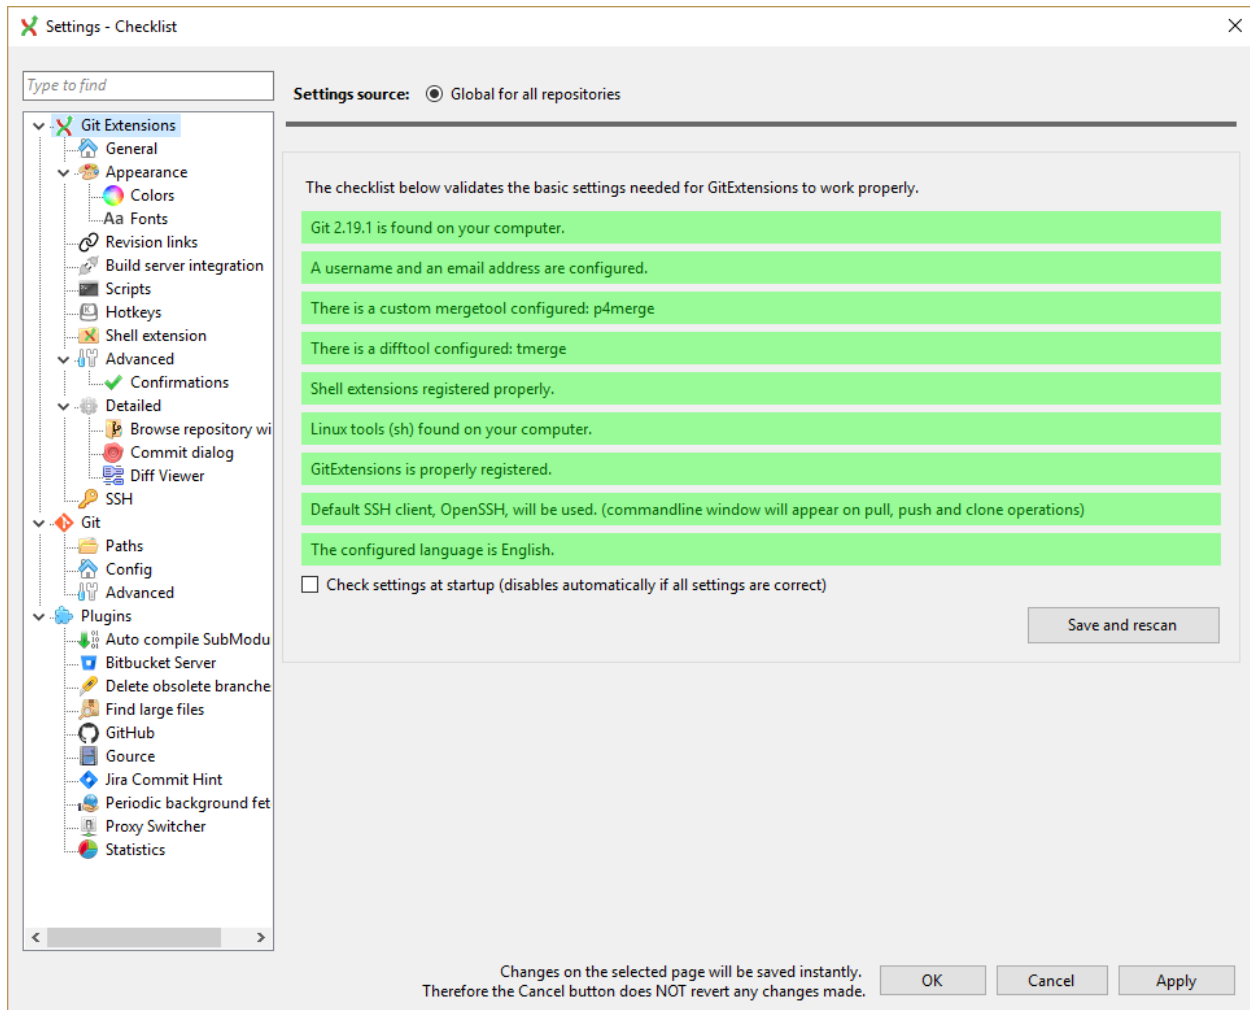 Settings - Checklist
Type to find
Settings source: Global for all repositories
Git Extensions
General
Appearance
Colors
Aa Fonts
Revision links
Build server integration
Scripts
Hotkeys
Shell extension
Advanced
Confirmations
Detailed
Browse repository wi
Commit dialog
Diff Viewer
SSH
Git
Paths
Config
Advanced
Plugins
Auto compile SubModu
Bitbucket Server
Delete obsolete branche
Find large files
GitHub
Gource
Jira Commit Hint
Periodic background fet
Proxy Switcher
Statistics
The checklist below validates the basic settings needed for GitExtensions to work properly.
Git 2.19.1 is found on your computer.
A username and an email address are configured.
There is a custom mergetool configured: p4merge
There is a difftool configured: tmerge
Shell extensions registered properly.
Linux tools (sh) found on your computer.
GitExtensions is properly registered.
Default SSH client, OpenSSH, will be used. (commandline window will appear on pull, push and clone operations)
The configured language is English.
Check settings at startup (disables automatically if all settings are correct)
Save and rescan
Changes on the selected page will be saved instantly.
Therefore the Cancel button does NOT revert any changes made.
OK
Cancel
Apply